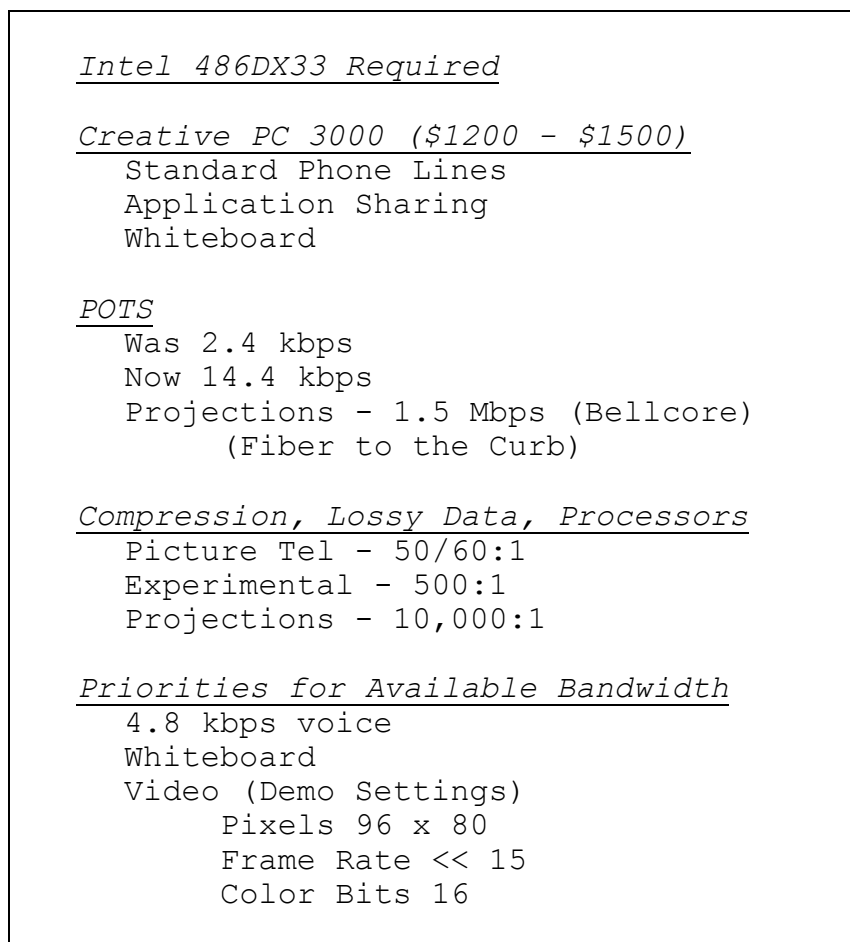 Intel 486DX33 Required
Creative PC 3000 ($1200 - $1500)
Standard Phone Lines
Application Sharing
Whiteboard
POTS
Was 2.4 kbps
Now 14.4 kbps
Projections - 1.5 Mbps (Bellcore)
(Fiber to the Curb)
Compression, Lossy Data, Processors
Picture Tel - 50/60:1
Experimental - 500:1
Projections - 10,000:1
Priorities for Available Bandwidth
4.8 kbps voice
Whiteboard
Video (Demo Settings)
Pixels 96 x 80
Frame Rate << 15
Color Bits 16